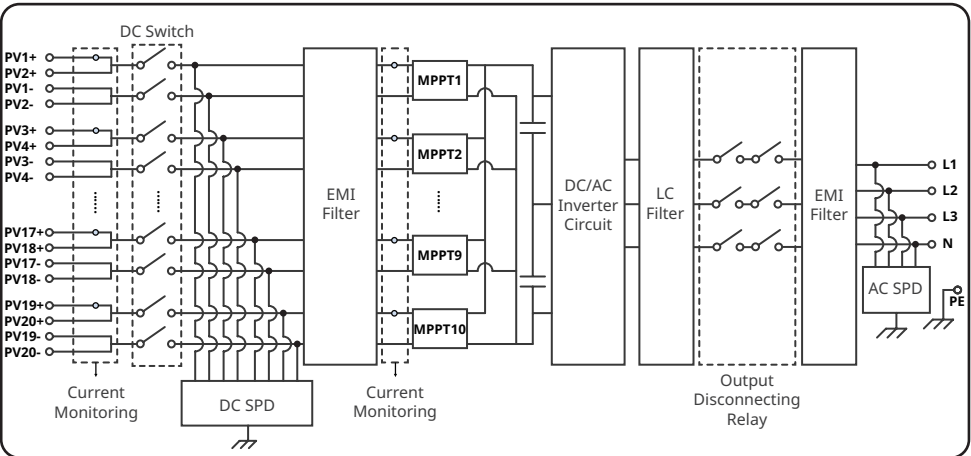 DC Switch
PV1+
PV2+
PV1-
PV2-
PV3+
PV4+
PV3-
PV4-
PV17+
PV18+
PV17-
PV18-
PV19+
PV20+
PV19-
PV20-
Current
Monitoring
DC SPD
EMI
Filter
Current
Monitoring
MPPT1
MPPT2
MPPT9
MPPT10
DC/AC
Inverter
Circuit
LC
Filter
Output
Disconnecting
Relay
EMI
Filter
L1
L2
L3
N
AC SPD
PE